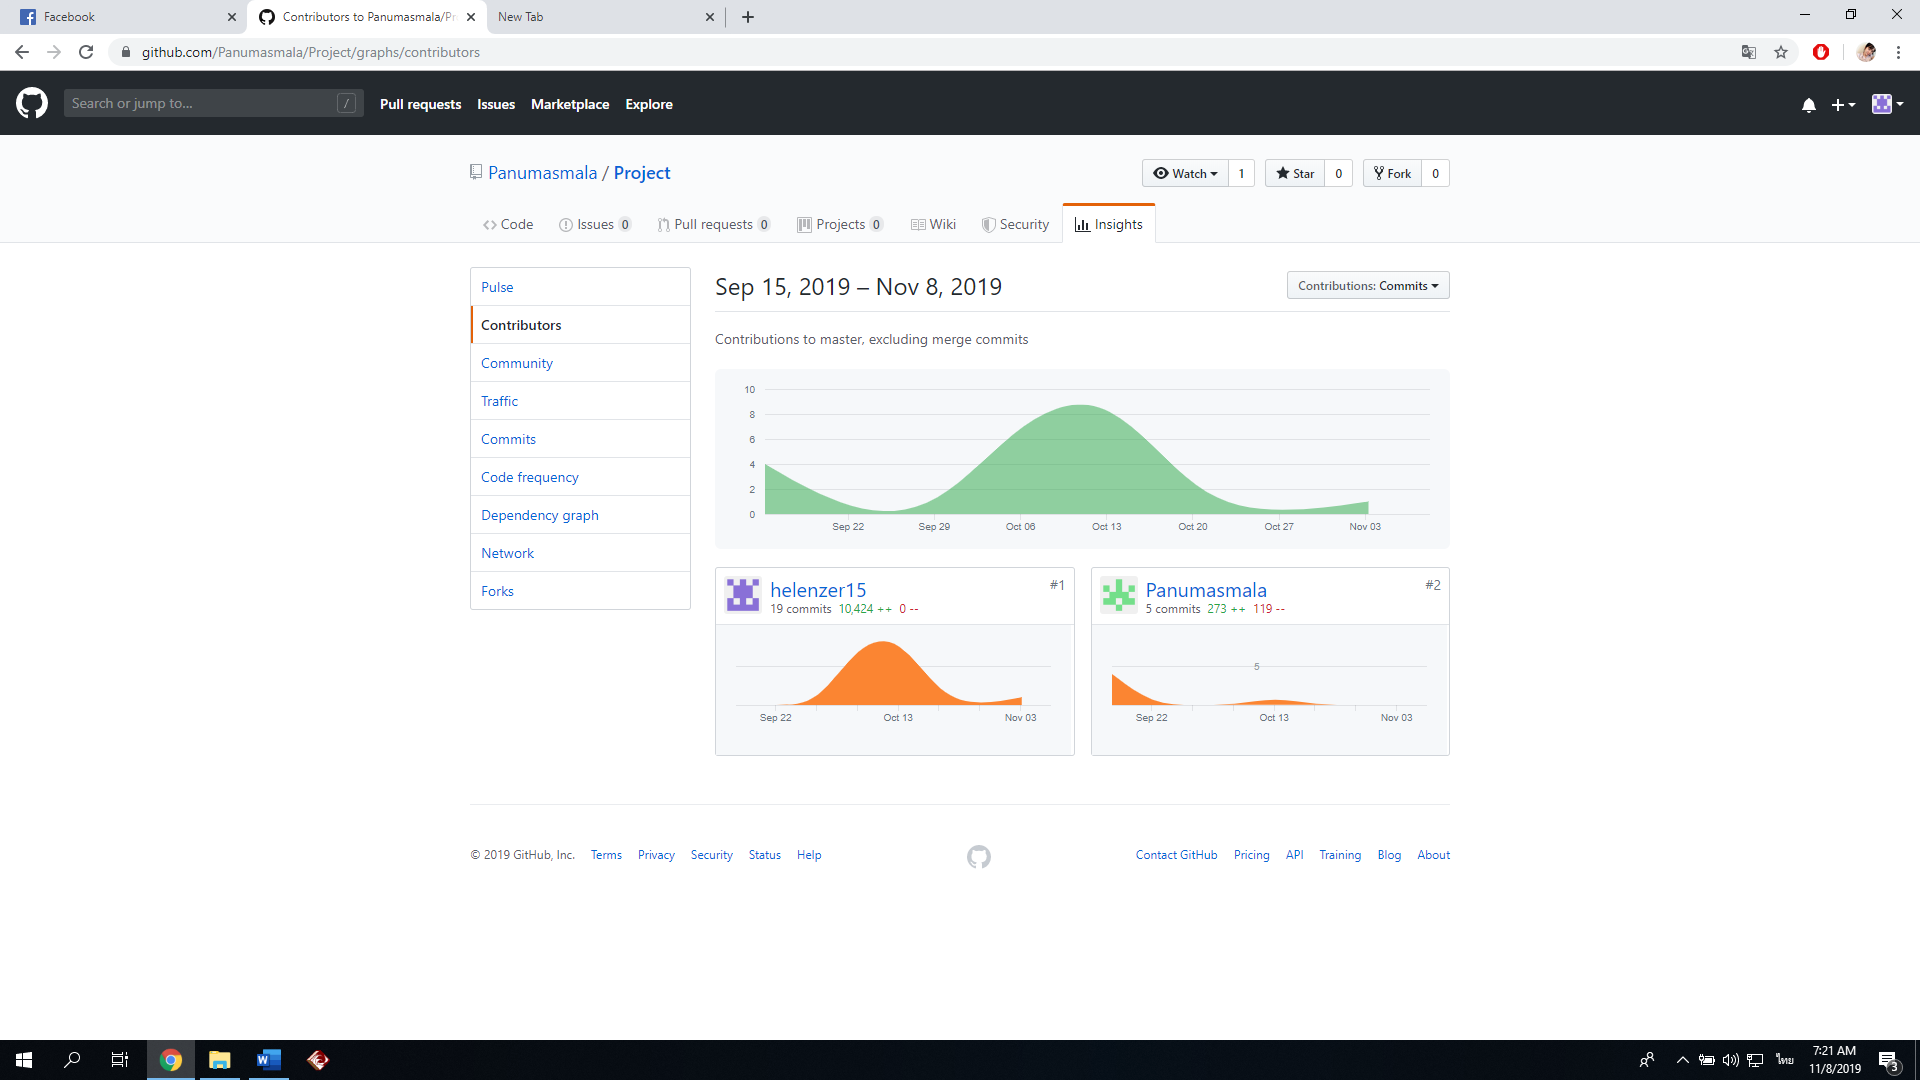 Facebook
Contributors to Panumasmala/Pr
New Tab
github.com/Panumasmala/Project/graphs/contributors
Search or jump to... /
Pull requests Issues Marketplace Explore
Panumasmala / Project
Watch 1 Star 0 Fork 0
Code Issues 0 Pull requests 0 Projects 0 Wiki Security Insights
Pulse
Contributors
Community
Traffic
Commits
Code frequency
Dependency graph
Network
Forks
Sep 15, 2019 – Nov 8, 2019
Contributions: Commits
Contributions to master, excluding merge commits
10
8
6
4
2
0
Sep 22 Sep 29 Oct 06 Oct 13 Oct 20 Oct 27 Nov 03
helenzer15 #1
19 commits 10,424 ++ 0 --
Sep 22 Oct 13 Nov 03
Panumasmala #2
5 commits 273 ++ 119 --
5
Sep 22 Oct 13 Nov 03
© 2019 GitHub, Inc. Terms Privacy Security Status Help
Contact GitHub Pricing API Training Blog About
W
ไทย
7:21 AM
11/8/2019
3